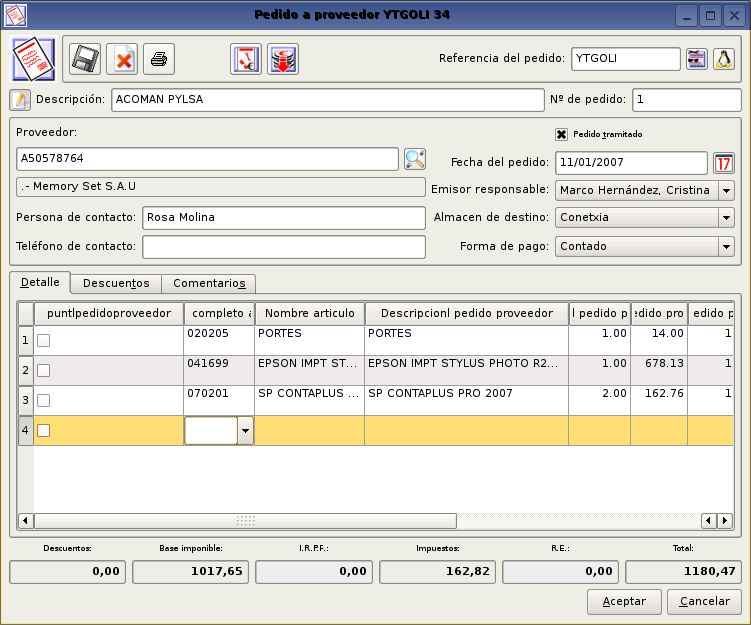 Pedido a proveedor YTGOLI 34
Referencia del pedido: YTGOLI
Descripción: ACOMAN PYLSA Nº de pedido: 1
Proveedor: Pedido tramitado
A50578764 Fecha del pedido: 11/01/2007 17
.- Memory Set S.A.U Emisor responsable: Marco Hernández, Cristina
Persona de contacto: Rosa Molina Almacen de destino: Conetxia
Teléfono de contacto: Forma de pago: Contado
Detalle Descuentos Comentarios
puntlpedidoproveedor completo Nombre articulo Descripcionl pedido proveedor l pedido p edido pro edido p
1 020205 PORTES PORTES 1.00 14.00 1
2 041699 EPSON IMPT ST... EPSON IMPT STYLUS PHOTO R2... 1.00 678.13 1
3 070201 SP CONTAPLUS ... SP CONTAPLUS PRO 2007 2.00 162.76 1
4
Descuentos: Base imponible: I.R.P.F.: Impuestos: R.E.: Total:
0,00 1017,65 0,00 162,82 0,00 1180,47
Aceptar Cancelar